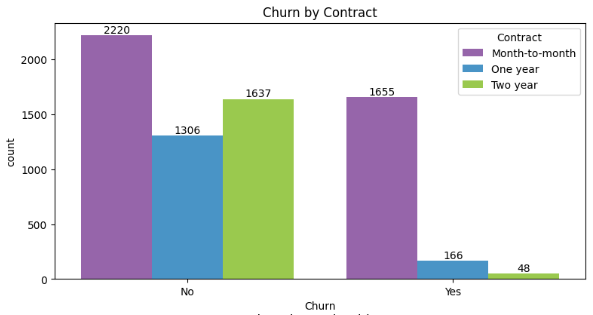 Churn by Contract
2220
1306
1637
1655
166
48
Contract
Month-to-month
One year
Two year
2000
1500
1000
500
0
count
No
Yes
Churn